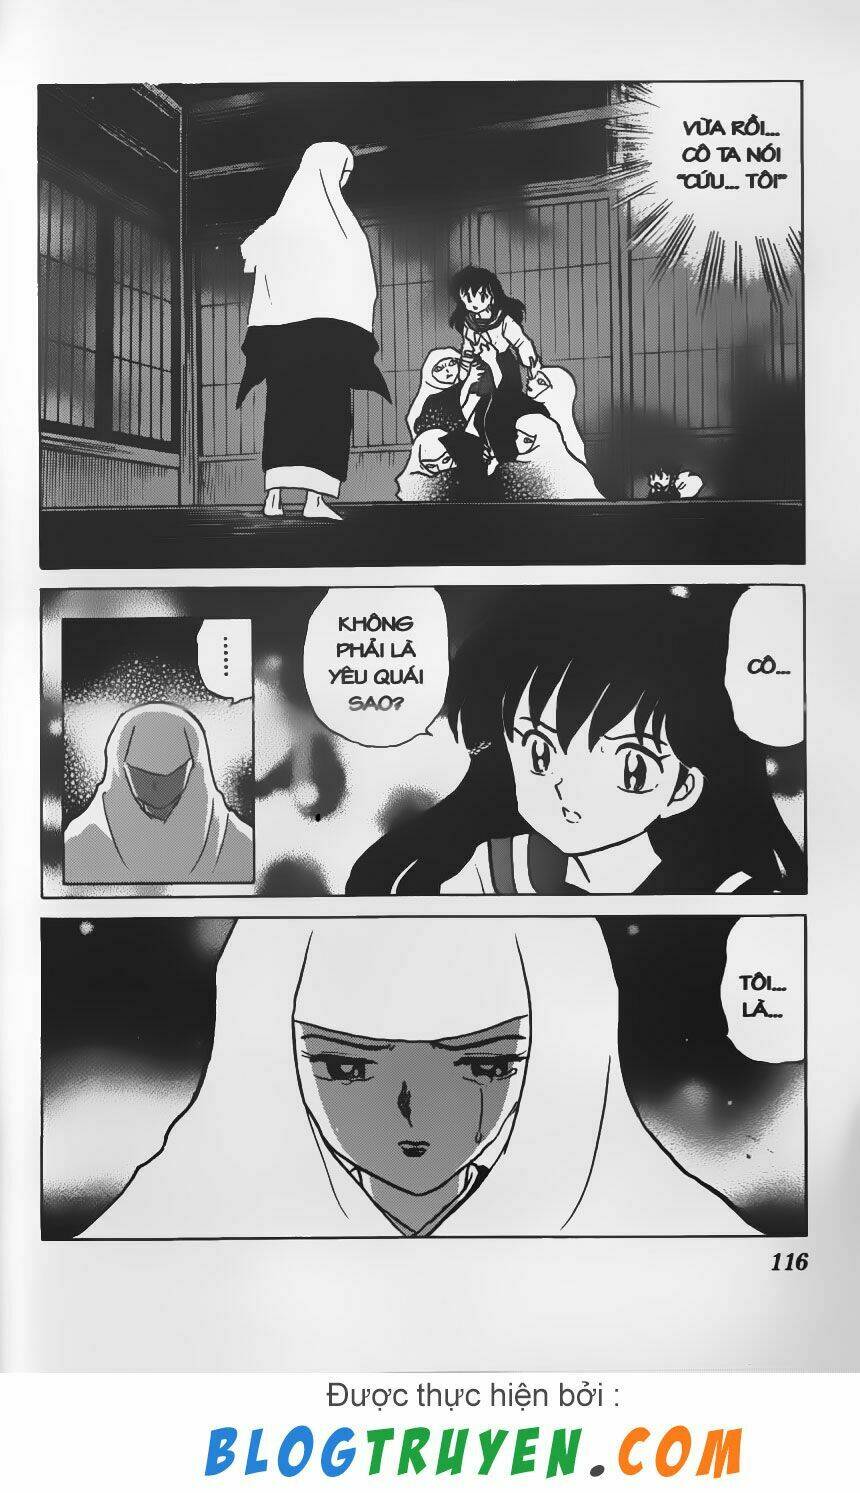 VỪA RỒI...
CÔ TA NÓI
"CỨU... TÔI"
CÔ...
KHÔNG
PHẢI LÀ
YÊU QUÁI
SAO?
......
TÔI...
LÀ...
116
Được thực hiện bởi :
BLOGTRUYEN.COM